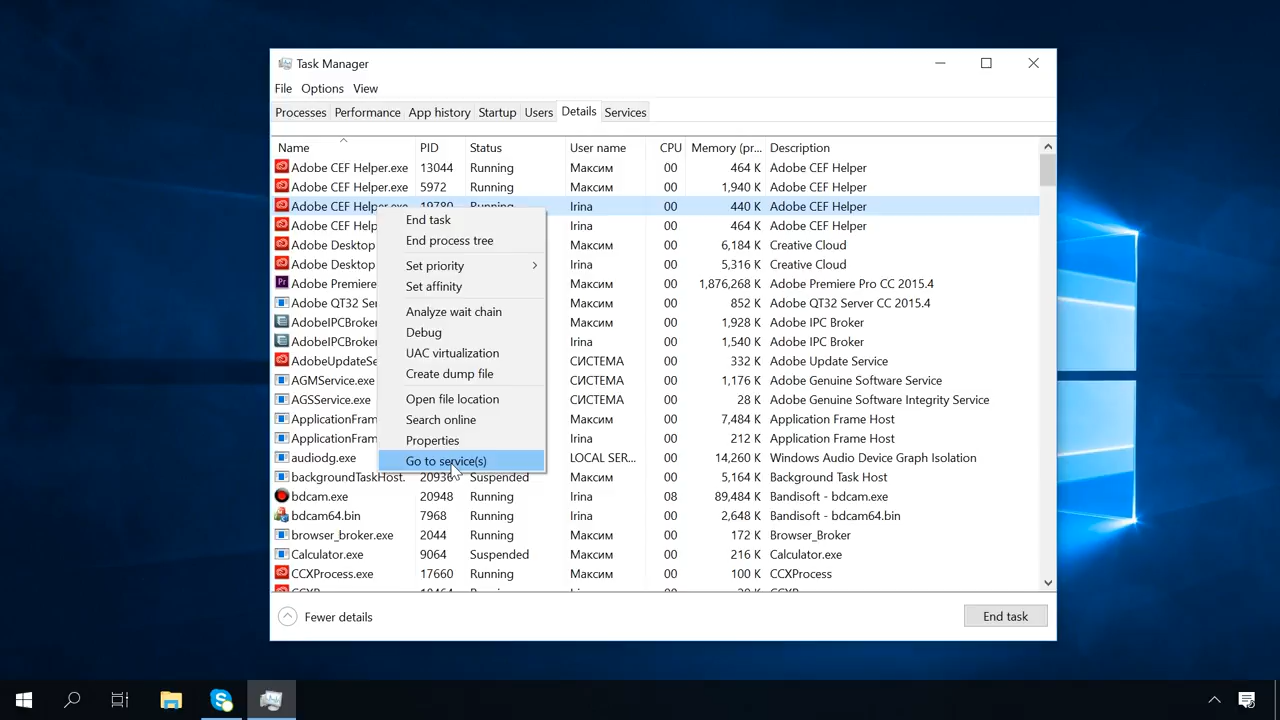 Task Manager
File Options View
Processes Performance App history Startup Users Details Services
Name PID Status User name CPU Memory (pr... Description
Adobe CEF Helper.exe 13044 Running Максим 00 464 K Adobe CEF Helper
Adobe CEF Helper.exe 5972 Running Максим 00 1,940 K Adobe CEF Helper
Adobe CEF Helper.exe 19780 Running Irina 00 440 K Adobe CEF Helper
Adobe CEF Help Irina 00 464 K Adobe CEF Helper
Adobe Desktop Максим 00 6,184 K Creative Cloud
Adobe Desktop Irina 00 5,316 K Creative Cloud
Adobe Premiere Максим 00 1,876,268 K Adobe Premiere Pro CC 2015.4
Adobe QT32 Ser Максим 00 852 K Adobe QT32 Server CC 2015.4
AdobeIPCBroker Максим 00 1,928 K Adobe IPC Broker
AdobeIPCBroker Irina 00 1,540 K Adobe IPC Broker
AdobeUpdateSe СИСТЕМА 00 332 K Adobe Update Service
AGMService.exe СИСТЕМА 00 1,176 K Adobe Genuine Software Service
AGSService.exe СИСТЕМА 00 28 K Adobe Genuine Software Integrity Service
ApplicationFram Максим 00 7,484 K Application Frame Host
ApplicationFram Irina 00 212 K Application Frame Host
audiodg.exe LOCAL SER... 00 14,260 K Windows Audio Device Graph Isolation
backgroundTaskHost. 20936 Suspended Максим 00 5,164 K Background Task Host
bdcam.exe 20948 Running Irina 08 89,484 K Bandisoft - bdcam.exe
bdcam64.bin 7968 Running Irina 00 2,648 K Bandisoft - bdcam64.bin
browser_broker.exe 2044 Running Максим 00 172 K Browser_Broker
Calculator.exe 9064 Suspended Максим 00 216 K Calculator.exe
CCXProcess.exe 17660 Running Максим 00 100 K CCXProcess
End task
End process tree
Set priority
Set affinity
Analyze wait chain
Debug
UAC virtualization
Create dump file
Open file location
Search online
Properties
Go to service(s)
Fewer details
End task